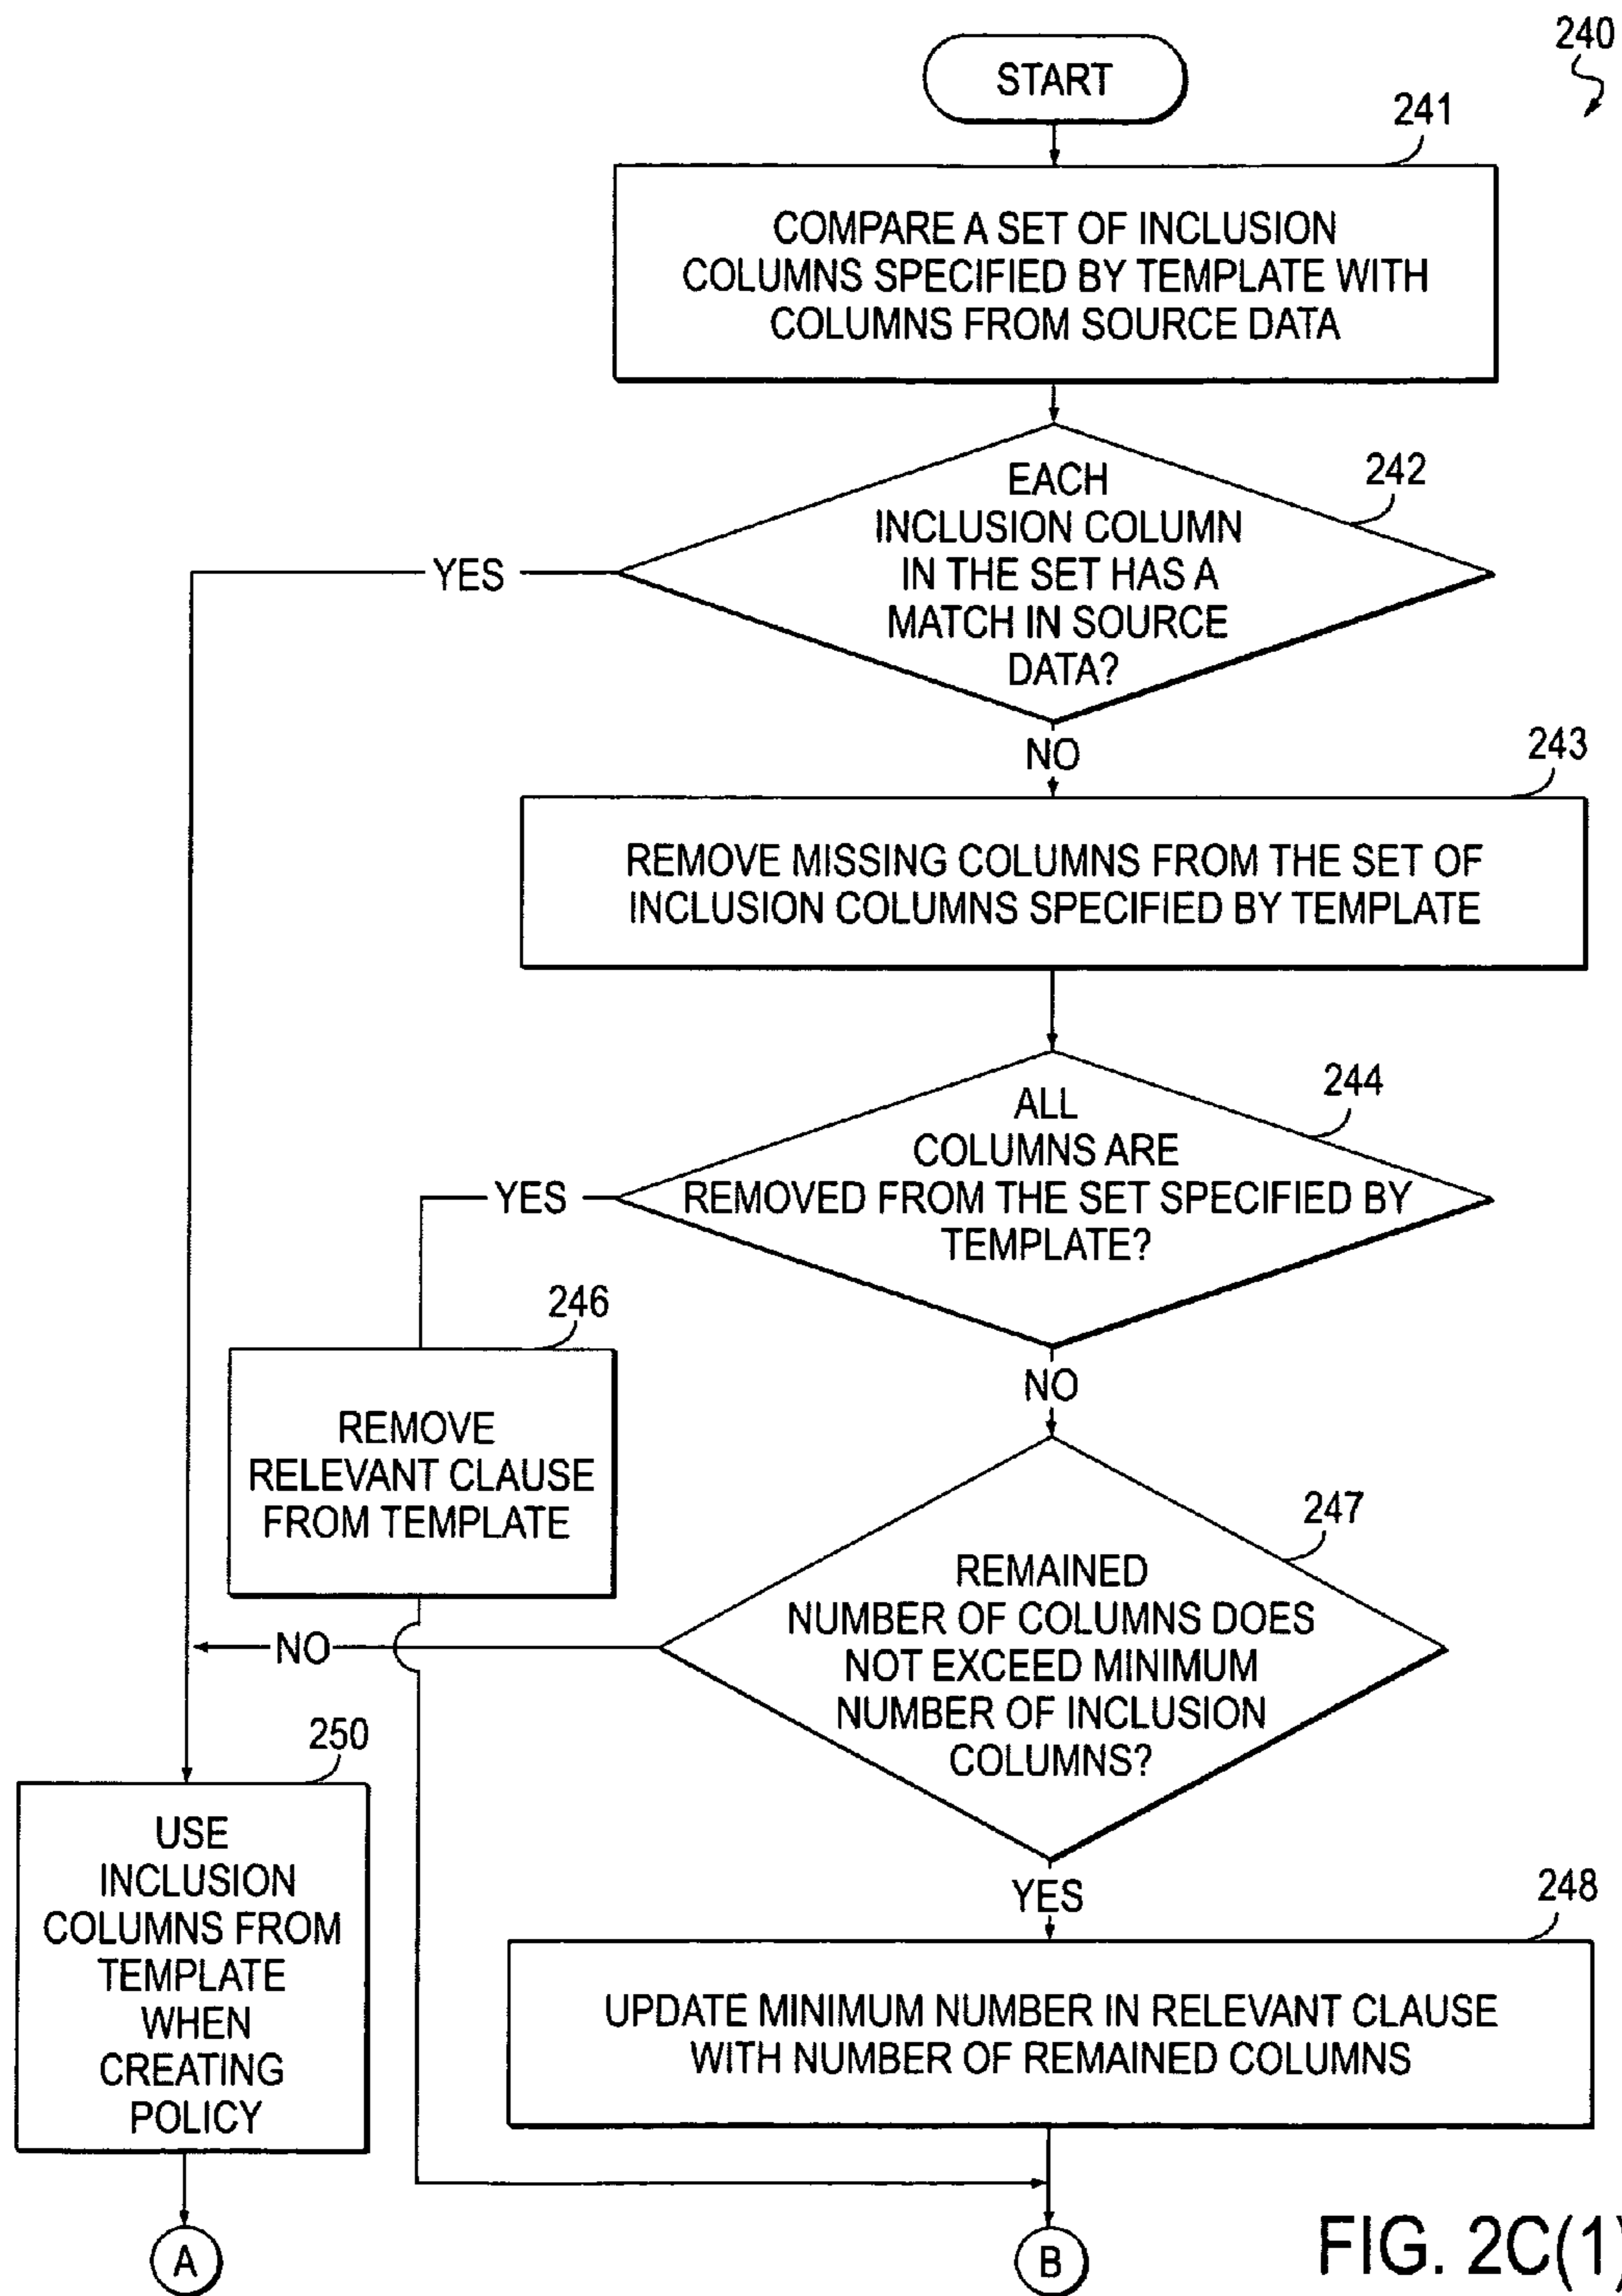 240
START
241
COMPARE A SET OF INCLUSION
COLUMNS SPECIFIED BY TEMPLATE WITH
COLUMNS FROM SOURCE DATA
242
EACH
INCLUSION COLUMN
IN THE SET HAS A
MATCH IN SOURCE
DATA?
YES
NO
243
REMOVE MISSING COLUMNS FROM THE SET OF
INCLUSION COLUMNS SPECIFIED BY TEMPLATE
244
ALL
COLUMNS ARE
REMOVED FROM THE SET SPECIFIED BY
TEMPLATE?
YES
NO
246
REMOVE
RELEVANT CLAUSE
FROM TEMPLATE
247
REMAINED
NUMBER OF COLUMNS DOES
NOT EXCEED MINIMUM
NUMBER OF INCLUSION
COLUMNS?
NO
YES
250
USE
INCLUSION
COLUMNS FROM
TEMPLATE
WHEN
CREATING
POLICY
248
UPDATE MINIMUM NUMBER IN RELEVANT CLAUSE
WITH NUMBER OF REMAINED COLUMNS
A
B
FIG. 2C(1)